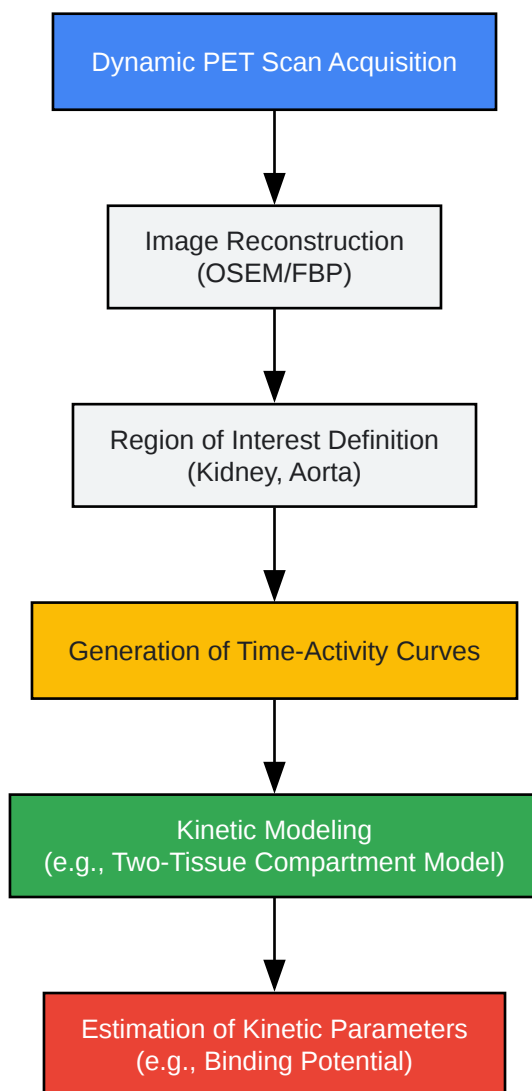 Dynamic PET Scan Acquisition
Image Reconstruction
(OSEM/FBP)
Region of Interest Definition
(Kidney, Aorta)
Generation of Time-Activity Curves
Kinetic Modeling
(e.g., Two-Tissue Compartment Model)
Estimation of Kinetic Parameters
(e.g., Binding Potential)